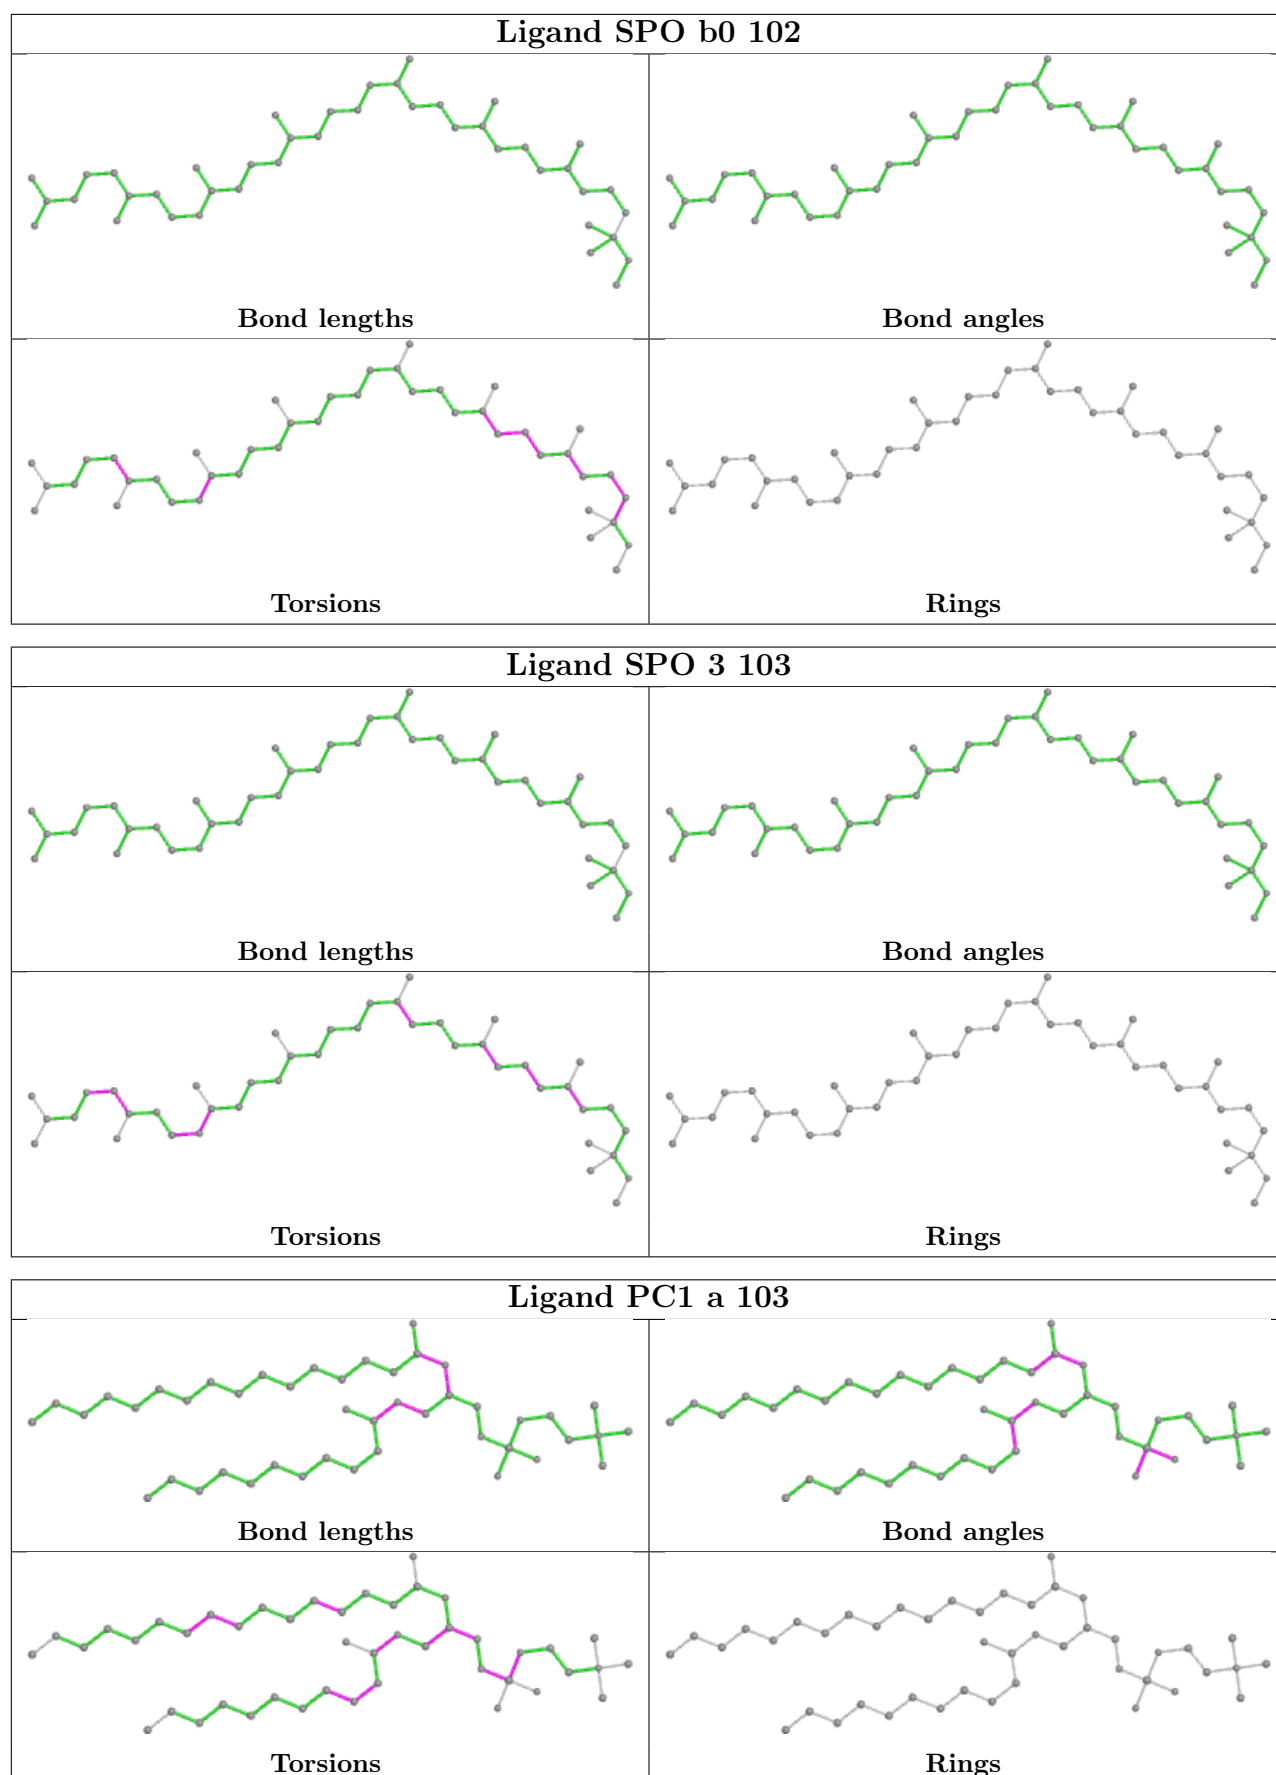 Ligand SPO b0 102
Bond lengths
Bond angles
Torsions
Rings
Ligand SPO 3 103
Bond lengths
Bond angles
Torsions
Rings
Ligand PC1 a 103
Bond lengths
Bond angles
Torsions
Rings